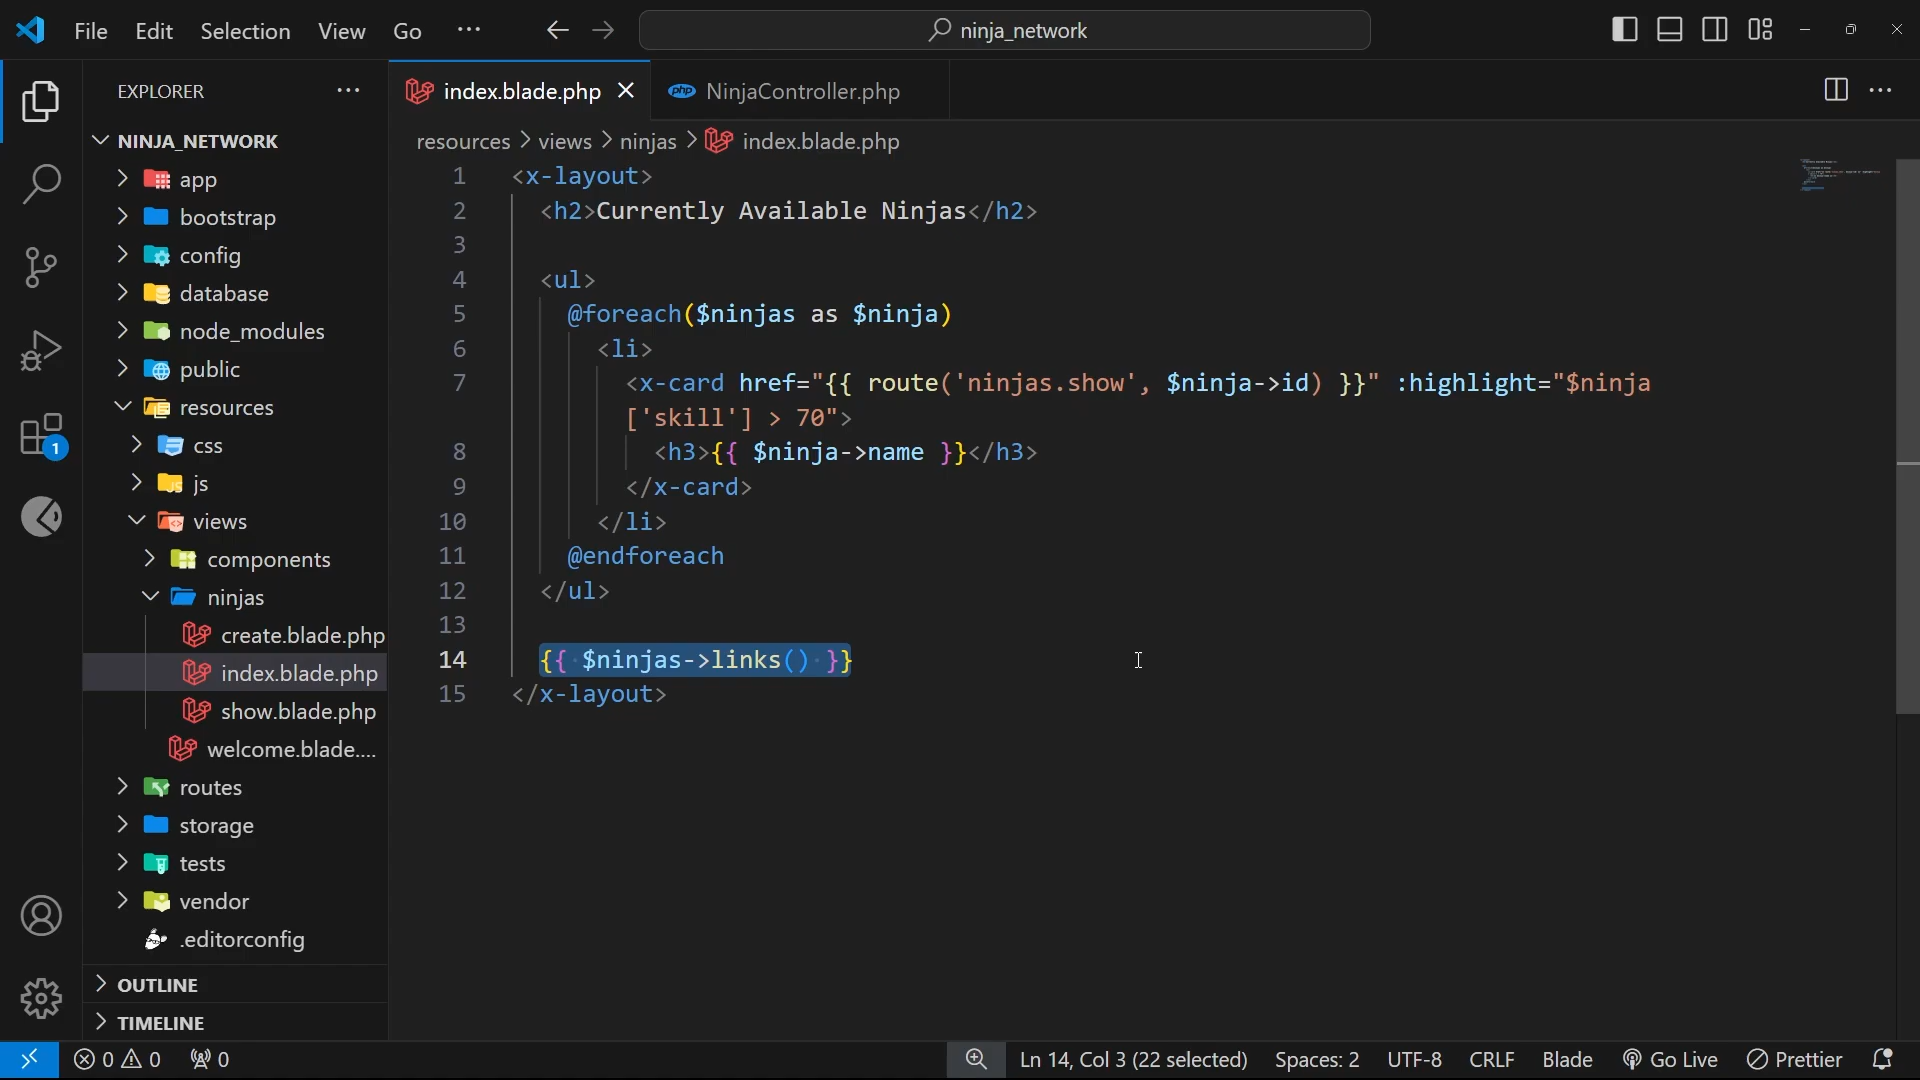 File Edit Selection View Go
ninja_network
EXPLORER
NINJA_NETWORK
app
bootstrap
config
database
node_modules
public
resources
css
js
views
components
ninjas
create.blade.php
index.blade.php
show.blade.php
welcome.blade....
routes
storage
tests
vendor
.editorconfig
OUTLINE
TIMELINE
index.blade.php
php NinjaController.php
resources > views > ninjas > index.blade.php
1 <x-layout>
2 <h2>Currently Available Ninjas</h2>
3
4 <ul>
5 @foreach($ninjas as $ninja)
6 <li>
7 <x-card href="{{ route('ninjas.show', $ninja->id) }}" :highlight="$ninja
['skill'] > 70">
8 <h3>{{ $ninja->name }}</h3>
9 </x-card>
10 </li>
11 @endforeach
12 </ul>
13
14 {{ $ninjas->links() }}
15 </x-layout>
1
0 0 0
Ln 14, Col 3 (22 selected) Spaces: 2 UTF-8 CRLF Blade Go Live Prettier